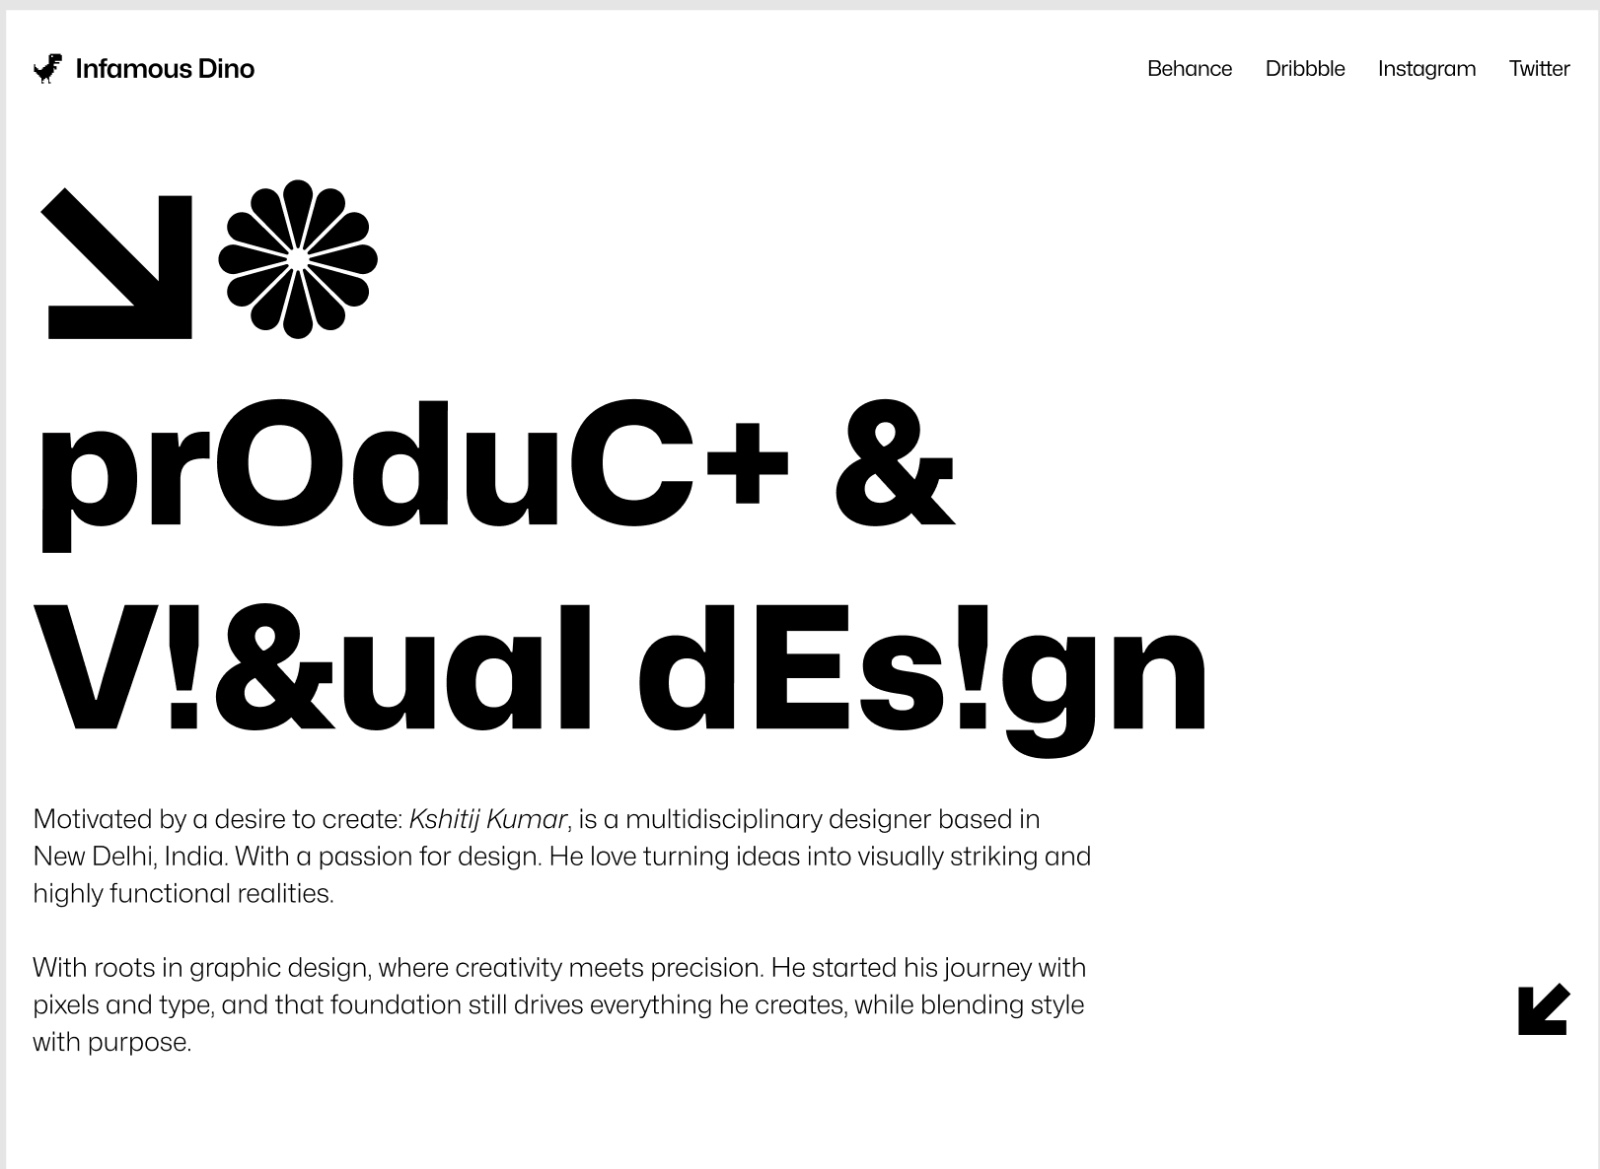 Infamous Dino
Behance Dribbble Instagram Twitter
prOduC+ &
V!&ual dEs!gn
Motivated by a desire to create: Kshitij Kumar, is a multidisciplinary designer based in
New Delhi, India. With a passion for design. He love turning ideas into visually striking and
highly functional realities.
With roots in graphic design, where creativity meets precision. He started his journey with
pixels and type, and that foundation still drives everything he creates, while blending style
with purpose.